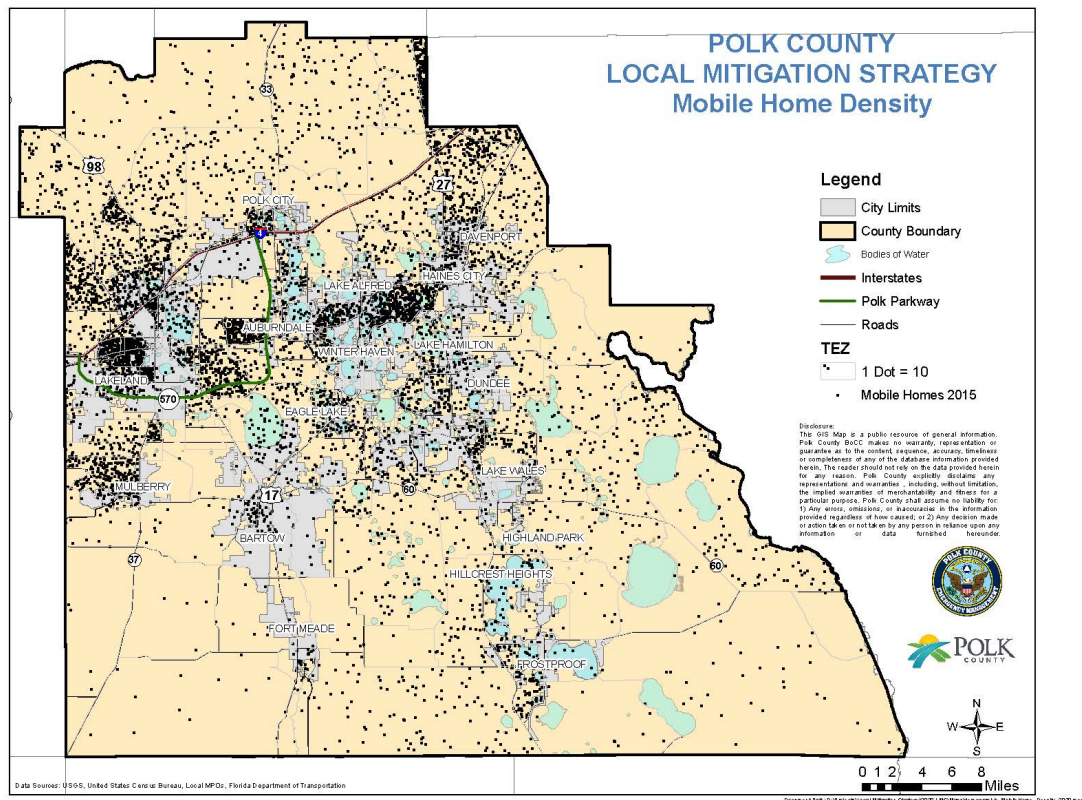 POLK COUNTY
LOCAL MITIGATION STRATEGY
Mobile Home Density
33
98
27
POLK CITY
4
DAVENPORT
HAINES CITY
LAKE ALFRED
AUBURNDALE
LAKE HAMILTON
WINTER HAVEN
LAKELAND
DUNDEE
570
EAGLE LAKE
LAKE WALES
MULBERRY
60
17
BARTOW
HIGHLAND PARK
37
60
HILLCREST HEIGHTS
FORT MEADE
FROSTPROOF
Legend
City Limits
County Boundary
Bodies of Water
Interstates
Polk Parkway
Roads
TEZ
1 Dot = 10
Mobile Homes 2015
Disclosure:
This GIS Map is a public resource of general information.
Polk County BoCC makes no warranty, representation or
guarantee as to the content, sequence, accuracy, timeliness
or completeness of any of the database information provided
herein. The reader should not rely on the data provided herein
for any reason. Polk County explicitly disclaims any
representations and warranties , including, without limitation,
the implied warranties of merchantability and fitness for a
particular purpose. Polk County shall assume no liability for:
1) Any errors, omissions, or inaccuracies in the information
provided regardless of how caused; or 2) Any decision made
or action taken or not taken by any person in reliance upon any
information or data furnished hereunder.
POLK COUNTY
EMERGENCY MANAGEMENT
POLK
COUNTY
N
W E
S
0 1 2 4 6 8
Miles
Data Sources: USGS, United States Census Bureau, Local MPOs, Florida Department of Transportation